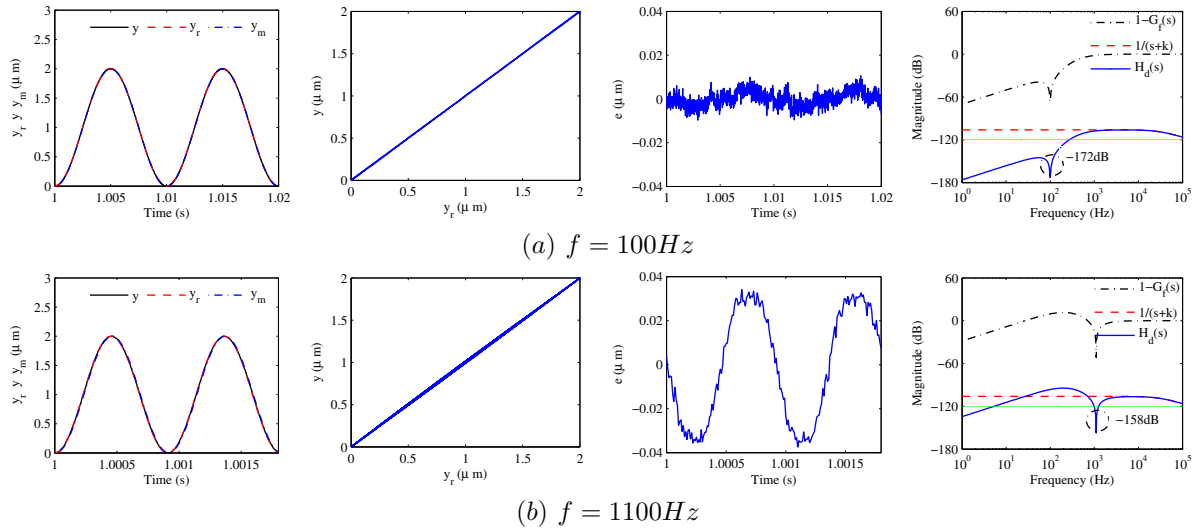 3
2.5
2
1.5
1
0.5
0
y_r y y_m (μ m)
y y_r y_m
1 1.005 1.01 1.015 1.02
Time (s)
2
1.5
1
0.5
0
y (μ m)
0 0.5 1 1.5 2
y_r (μ m)
0.04
0.02
0
−0.02
−0.04
e (μ m)
1 1.005 1.01 1.015 1.02
Time (s)
60
0
−60
−120
−180
Magnitude (dB)
1−G_f(s)
1/(s+k)
H_d(s)
−172dB
10^0 10^1 10^2 10^3 10^4 10^5
Frequency (Hz)
(a) f = 100Hz
3
2.5
2
1.5
1
0.5
0
y_r y y_m (μ m)
y y_r y_m
1 1.0005 1.001 1.0015
Time (s)
2
1.5
1
0.5
0
y (μ m)
0 0.5 1 1.5 2
y_r (μ m)
0.04
0.02
0
−0.02
−0.04
e (μ m)
1 1.0005 1.001 1.0015
Time (s)
60
0
−60
−120
−180
Magnitude (dB)
1−G_f(s)
1/(s+k)
H_d(s)
−158dB
10^0 10^1 10^2 10^3 10^4 10^5
Frequency (Hz)
(b) f = 1100Hz